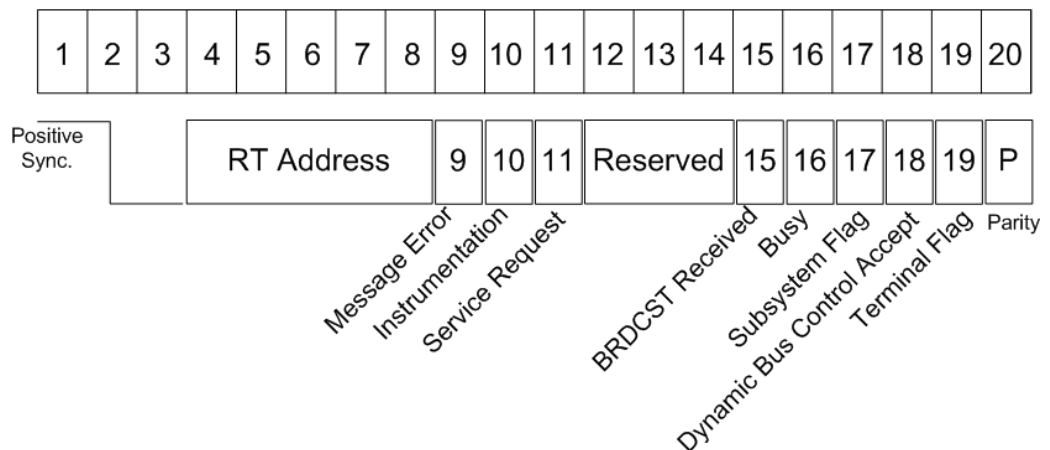 1 2 3 4 5 6 7 8 9 10 11 12 13 14 15 16 17 18 19 20
Positive
Sync.
RT Address 9 10 11 Reserved 15 16 17 18 19 P
Message Error
Instrumentation
Service Request
BRDCST Received
Busy
Subsystem Flag
Dynamic Bus Control Accept
Terminal Flag
Parity